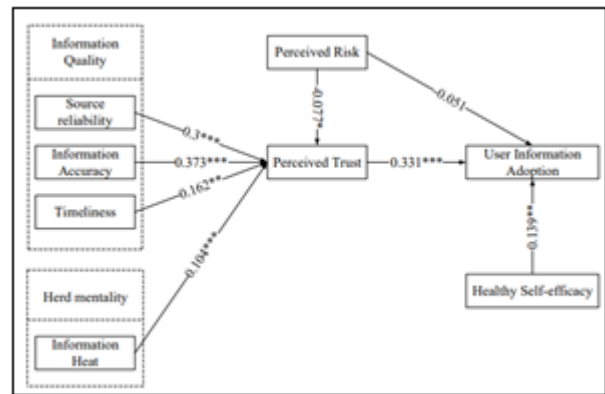 Information
Quality
Source
reliability
Information
Accuracy
Timeliness
Herd mentality
Information
Heat
0.3***
0.373***
0.162**
0.104***
Perceived Risk
-0.077*
Perceived Trust
0.051
0.331***
User Information
Adoption
0.139**
Healthy Self-efficacy